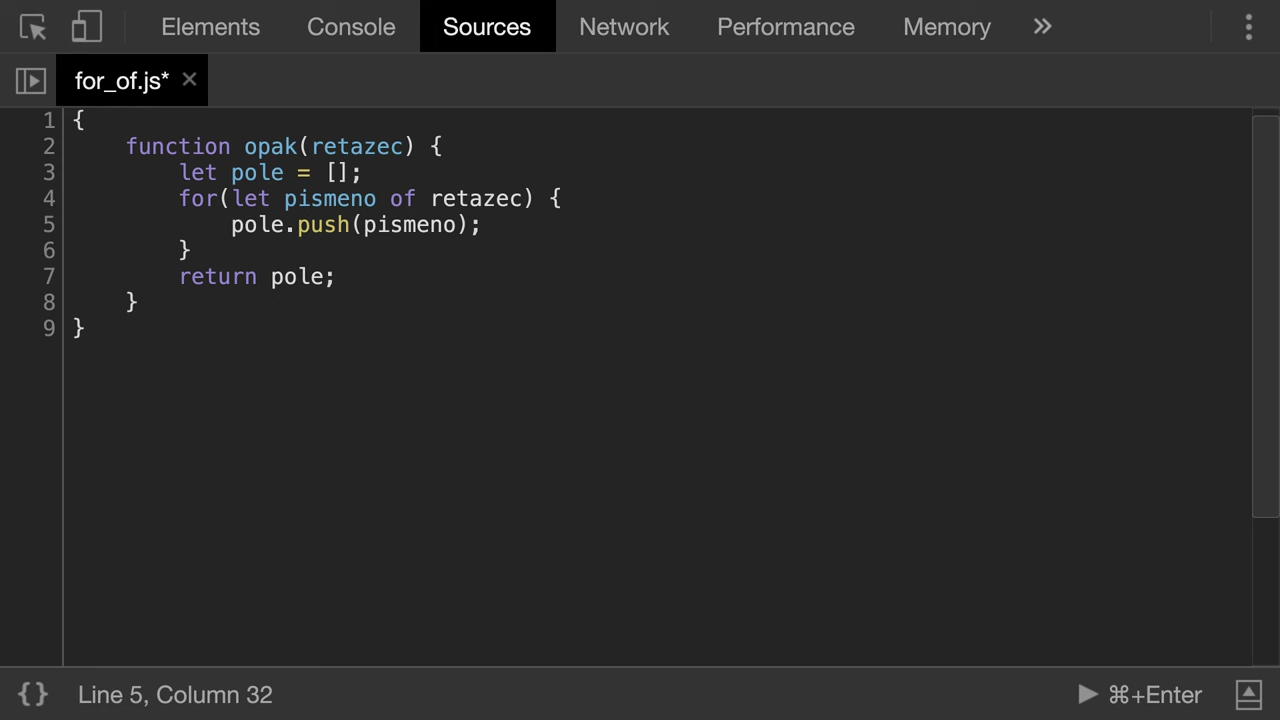 Elements Console Sources Network Performance Memory »
for_of.js* ×
1 {
2     function opak(retazec) {
3         let pole = [];
4         for(let pismeno of retazec) {
5             pole.push(pismeno);
6         }
7         return pole;
8     }
9 }
{} Line 5, Column 32 ▶ ⌘+Enter